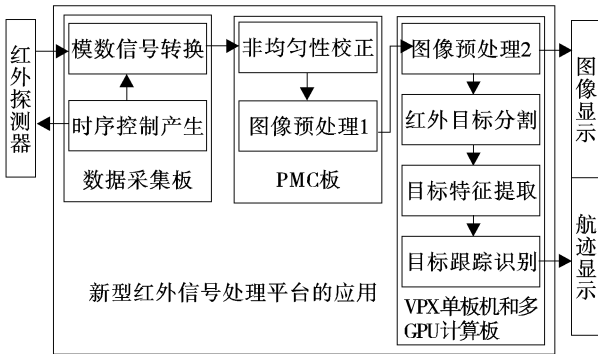 红外探测器
模数信号转换
时序控制产生
数据采集板
非均匀性校正
图像预处理1
PMC板
图像预处理2
红外目标分割
目标特征提取
目标跟踪识别
VPX单板机和多
GPU计算板
图像显示
航迹显示
新型红外信号处理平台的应用